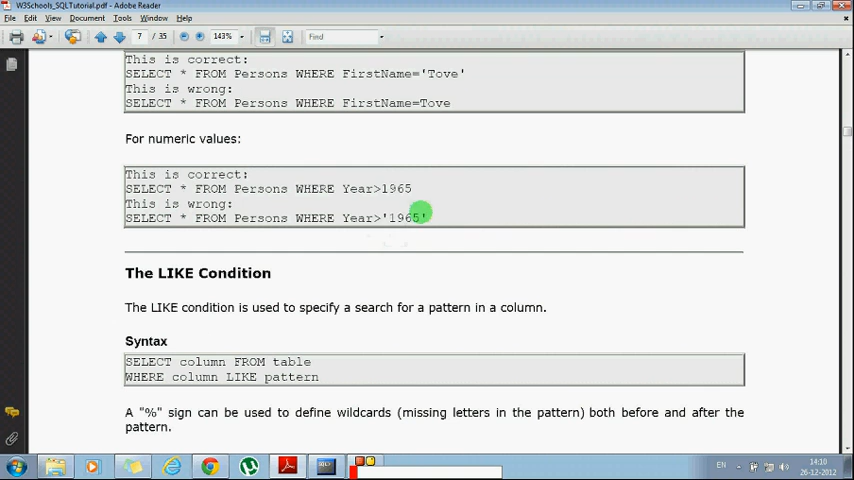 W3Schools_SQLTutorial.pdf - Adobe Reader
File Edit View Document Tools Window Help
7 / 35 143% Find
This is correct:
SELECT * FROM Persons WHERE FirstName='Tove'
This is wrong:
SELECT * FROM Persons WHERE FirstName=Tove
For numeric values:
This is correct:
SELECT * FROM Persons WHERE Year>1965
This is wrong:
SELECT * FROM Persons WHERE Year>'1965'
The LIKE Condition
The LIKE condition is used to specify a search for a pattern in a column.
Syntax
SELECT column FROM table
WHERE column LIKE pattern
A "%" sign can be used to define wildcards (missing letters in the pattern) both before and after the
pattern.
EN
14:10
26-12-2012